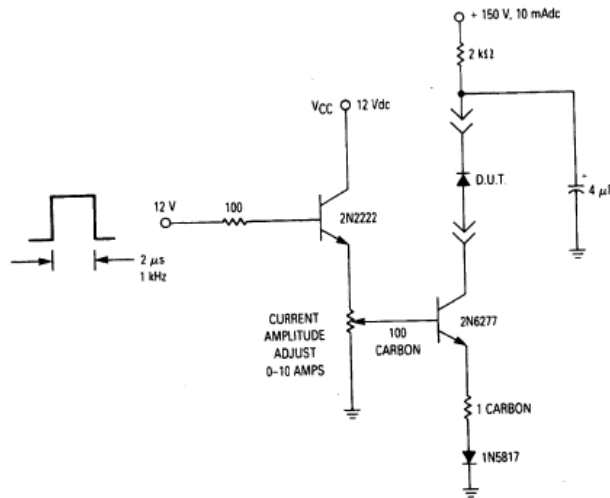 + 150 V, 10 mAdc
2 kΩ
VCC
12 Vdc
D.U.T.
4 μF
12 V
100
2N2222
2 μs
1 kHz
CURRENT
AMPLITUDE
ADJUST
0–10 AMPS
100
CARBON
2N6277
1 CARBON
1N5817
+